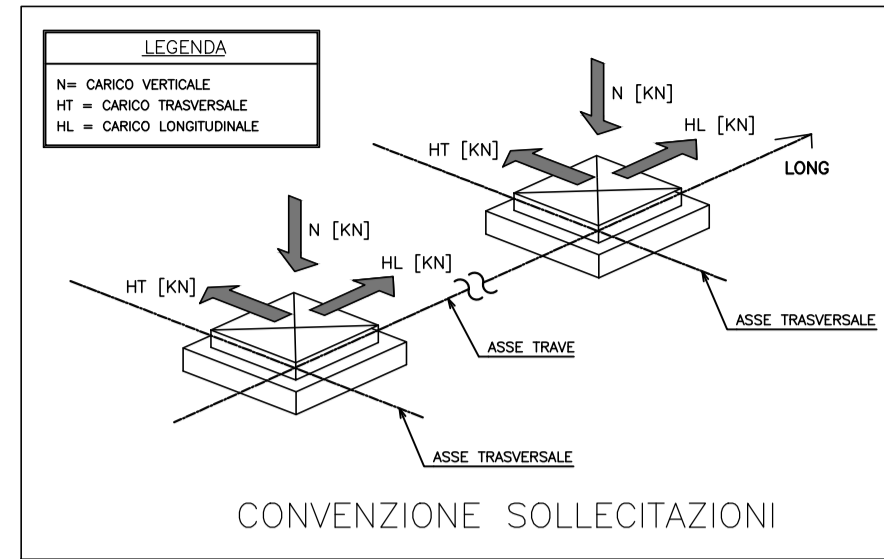 LEGENDA
N= CARICO VERTICALE
HT = CARICO TRASVERSALE
HL = CARICO LONGITUDINALE
N [KN]
HT [KN]
HL [KN]
LONG
N [KN]
HT [KN]
HL [KN]
ASSE TRASVERSALE
ASSE TRAVE
ASSE TRASVERSALE
CONVENZIONE SOLLECITAZIONI